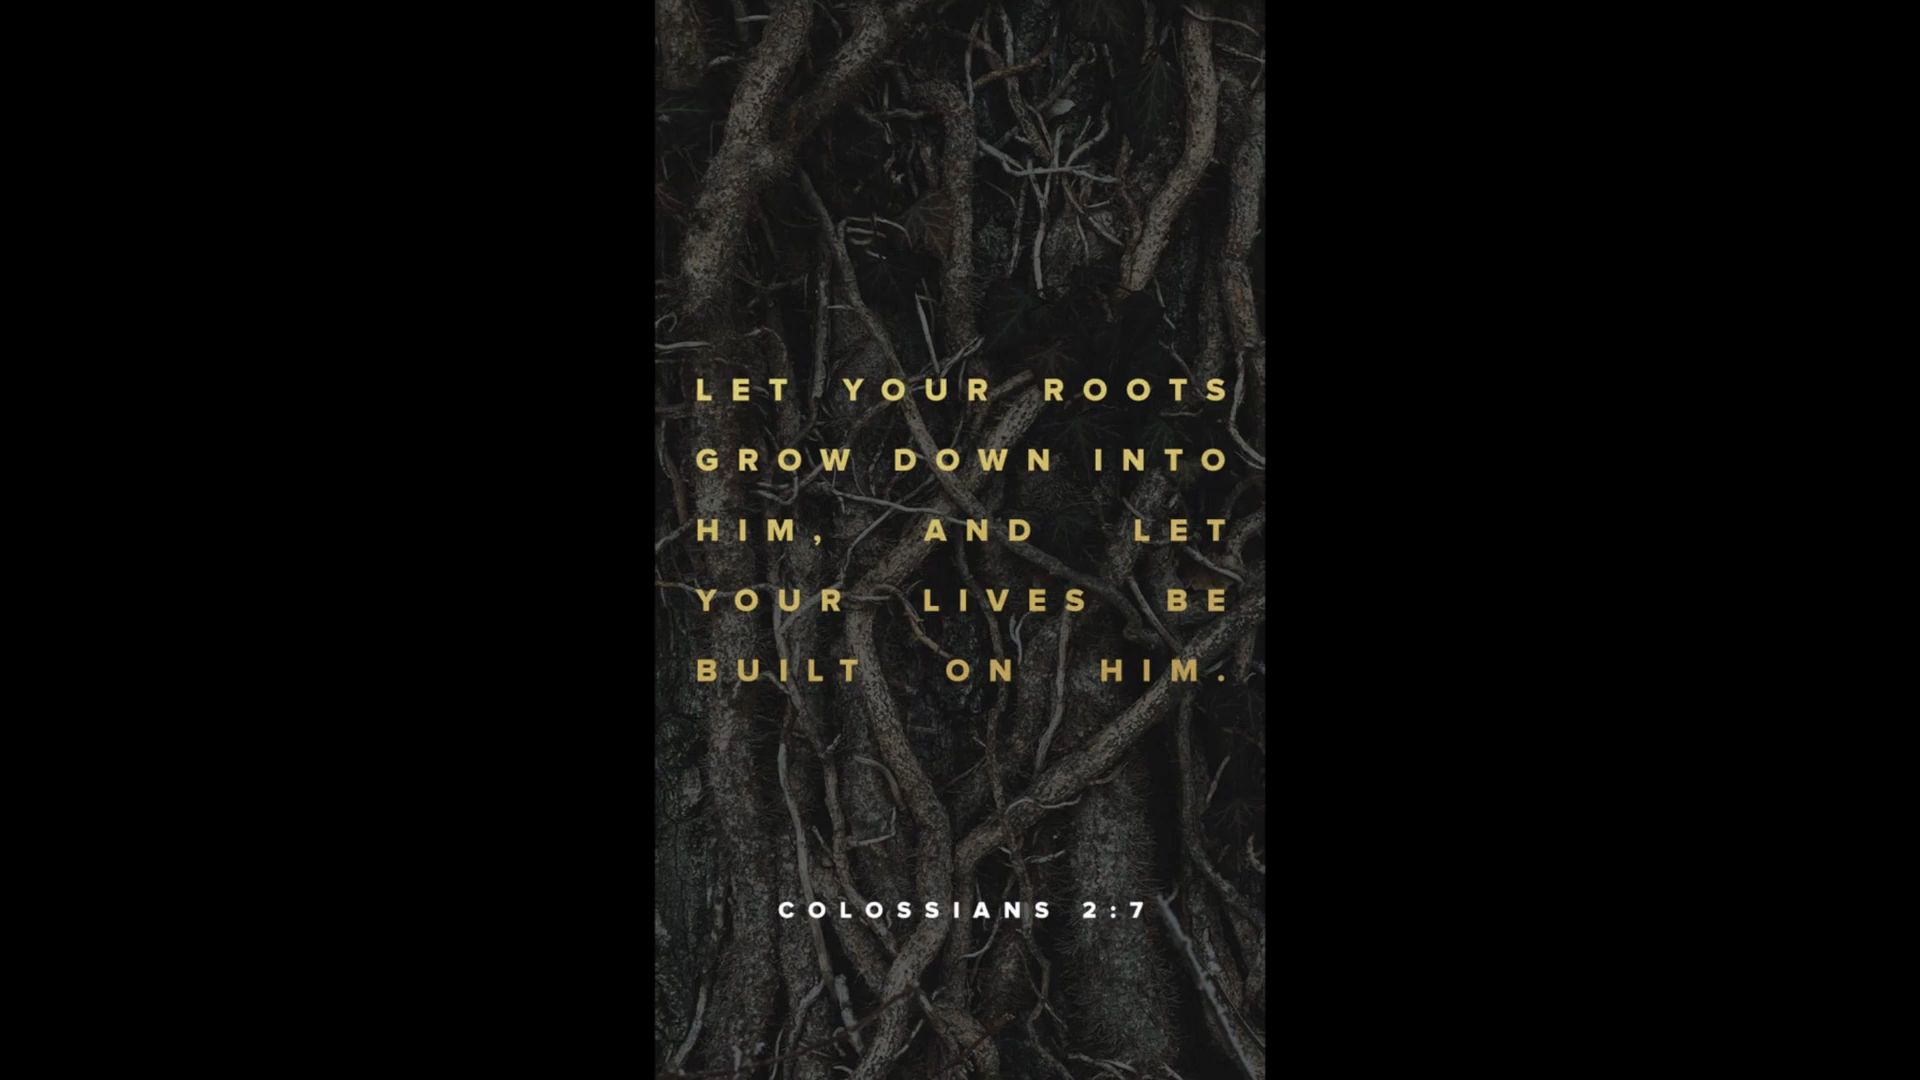 LET YOUR ROOTS
GROW DOWN INTO
HIM, AND LET
YOUR LIVES BE
BUILT ON HIM.
COLOSSIANS 2:7